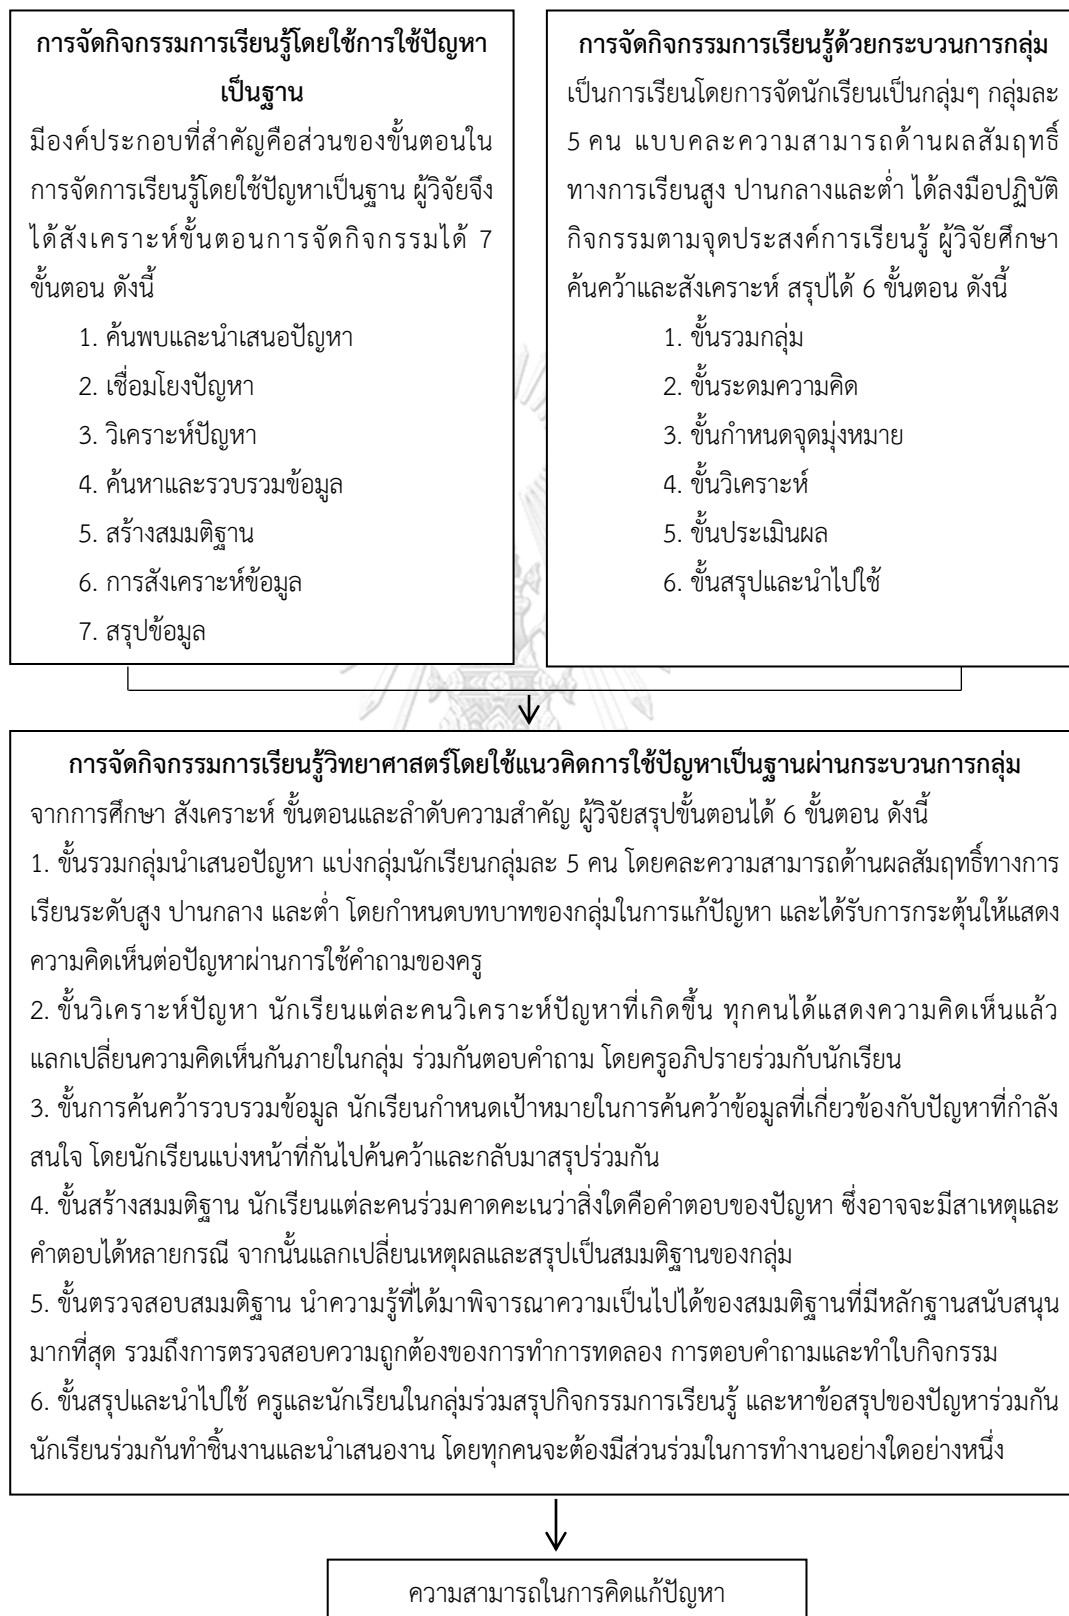 การจัดกิจกรรมการเรียนรู้โดยใช้การใช้ปัญหา
เป็นฐาน
มีองค์ประกอบที่สำคัญคือส่วนของขั้นตอนใน
การจัดการเรียนรู้โดยใช้ปัญหาเป็นฐาน ผู้วิจัยจึง
ได้สังเคราะห์ขั้นตอนการจัดกิจกรรมได้ 7
ขั้นตอน ดังนี้
1. ค้นพบและนำเสนอปัญหา
2. เชื่อมโยงปัญหา
3. วิเคราะห์ปัญหา
4. ค้นหาและรวบรวมข้อมูล
5. สร้างสมมติฐาน
6. การสังเคราะห์ข้อมูล
7. สรุปข้อมูล
การจัดกิจกรรมการเรียนรู้ด้วยกระบวนการกลุ่ม
เป็นการเรียนโดยการจัดนักเรียนเป็นกลุ่มๆ กลุ่มละ
5 คน แบบคละความสามารถด้านผลสัมฤทธิ์
ทางการเรียนสูง ปานกลางและต่ำ ได้ลงมือปฏิบัติ
กิจกรรมตามจุดประสงค์การเรียนรู้ ผู้วิจัยศึกษา
ค้นคว้าและสังเคราะห์ สรุปได้ 6 ขั้นตอน ดังนี้
1. ขั้นรวมกลุ่ม
2. ขั้นระดมความคิด
3. ขั้นกำหนดจุดมุ่งหมาย
4. ขั้นวิเคราะห์
5. ขั้นประเมินผล
6. ขั้นสรุปและนำไปใช้
การจัดกิจกรรมการเรียนรู้วิทยาศาสตร์โดยใช้แนวคิดการใช้ปัญหาเป็นฐานผ่านกระบวนการกลุ่ม
จากการศึกษา สังเคราะห์ ขั้นตอนและลำดับความสำคัญ ผู้วิจัยสรุปขั้นตอนได้ 6 ขั้นตอน ดังนี้
1. ขั้นรวมกลุ่มนำเสนอปัญหา แบ่งกลุ่มนักเรียนกลุ่มละ 5 คน โดยคละความสามารถด้านผลสัมฤทธิ์ทางการ
เรียนระดับสูง ปานกลาง และต่ำ โดยกำหนดบทบาทของกลุ่มในการแก้ปัญหา และได้รับการกระตุ้นให้แสดง
ความคิดเห็นต่อปัญหาผ่านการใช้คำถามของครู
2. ขั้นวิเคราะห์ปัญหา นักเรียนแต่ละคนวิเคราะห์ปัญหาที่เกิดขึ้น ทุกคนได้แสดงความคิดเห็นแล้ว
แลกเปลี่ยนความคิดเห็นกันภายในกลุ่ม ร่วมกันตอบคำถาม โดยครูอภิปรายร่วมกับนักเรียน
3. ขั้นการค้นคว้ารวบรวมข้อมูล นักเรียนกำหนดเป้าหมายในการค้นคว้าข้อมูลที่เกี่ยวข้องกับปัญหาที่กำลัง
สนใจ โดยนักเรียนแบ่งหน้าที่กันไปค้นคว้าและกลับมาสรุปร่วมกัน
4. ขั้นสร้างสมมติฐาน นักเรียนแต่ละคนร่วมคาดคะเนว่าสิ่งใดคือคำตอบของปัญหา ซึ่งอาจจะมีสาเหตุและ
คำตอบได้หลายกรณี จากนั้นแลกเปลี่ยนเหตุผลและสรุปเป็นสมมติฐานของกลุ่ม
5. ขั้นตรวจสอบสมมติฐาน นำความรู้ที่ได้มาพิจารณาความเป็นไปได้ของสมมติฐานที่มีหลักฐานสนับสนุน
มากที่สุด รวมถึงการตรวจสอบความถูกต้องของการทำการทดลอง การตอบคำถามและทำใบกิจกรรม
6. ขั้นสรุปและนำไปใช้ ครูและนักเรียนในกลุ่มร่วมสรุปกิจกรรมการเรียนรู้ และหาข้อสรุปของปัญหาร่วมกัน
นักเรียนร่วมกันทำชิ้นงานและนำเสนองาน โดยทุกคนจะต้องมีส่วนร่วมในการทำงานอย่างใดอย่างหนึ่ง
ความสามารถในการคิดแก้ปัญหา